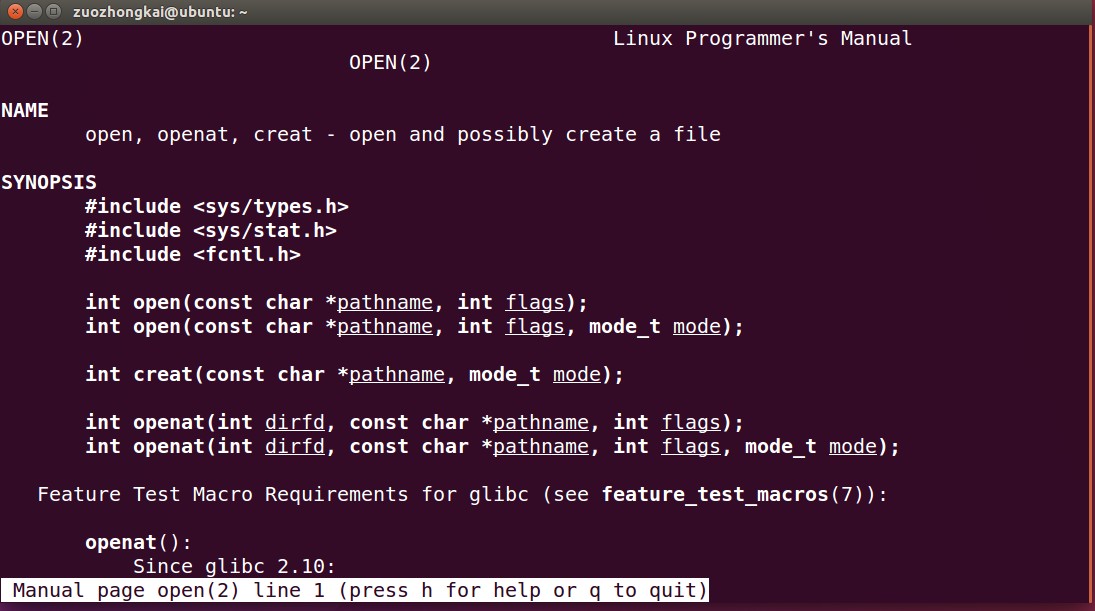 zuozhongkai@ubuntu: ~
OPEN(2) Linux Programmer's Manual
OPEN(2)
NAME
open, openat, creat - open and possibly create a file
SYNOPSIS
#include <sys/types.h>
#include <sys/stat.h>
#include <fcntl.h>
int open(const char *pathname, int flags);
int open(const char *pathname, int flags, mode_t mode);
int creat(const char *pathname, mode_t mode);
int openat(int dirfd, const char *pathname, int flags);
int openat(int dirfd, const char *pathname, int flags, mode_t mode);
Feature Test Macro Requirements for glibc (see feature_test_macros(7)):
openat():
Since glibc 2.10:
Manual page open(2) line 1 (press h for help or q to quit)